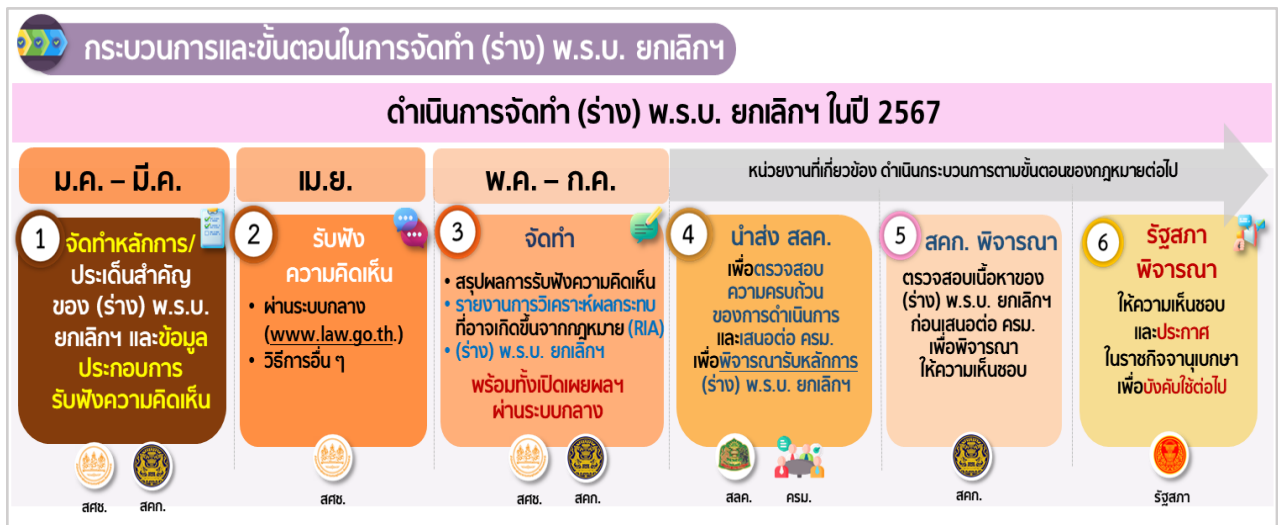 กระบวนการและขั้นตอนในการจัดทำ (ร่าง) พ.ร.บ. ยกเลิกฯ
ดำเนินการจัดทำ (ร่าง) พ.ร.บ. ยกเลิกฯ ในปี 2567
ม.ค. – มี.ค.
เม.ย.
พ.ค. – ก.ค.
หน่วยงานที่เกี่ยวข้อง ดำเนินกระบวนการตามขั้นตอนของกฎหมายต่อไป
1
จัดทำหลักการ/
ประเด็นสำคัญ
ของ (ร่าง) พ.ร.บ.
ยกเลิกฯ และข้อมูล
ประกอบการ
รับฟังความคิดเห็น
สศช. สคก.
2
รับฟัง
ความคิดเห็น
• ผ่านระบบกลาง
(www.law.go.th.)
• วิธีการอื่น ๆ
สศช.
3
จัดทำ
• สรุปผลการรับฟังความคิดเห็น
• รายงานการวิเคราะห์ผลกระทบ
ที่อาจเกิดขึ้นจากกฎหมาย (RIA)
• (ร่าง) พ.ร.บ. ยกเลิกฯ
พร้อมทั้งเปิดเผยผลฯ
ผ่านระบบกลาง
สศช. สคก.
4
นำส่ง สลค.
เพื่อตรวจสอบ
ความครบถ้วน
ของการดำเนินการ
และเสนอต่อ ครม.
เพื่อพิจารณารับหลักการ
(ร่าง) พ.ร.บ. ยกเลิกฯ
สลค. ครม.
5
สคก. พิจารณา
ตรวจสอบเนื้อหาของ
(ร่าง) พ.ร.บ. ยกเลิกฯ
ก่อนเสนอต่อ ครม.
เพื่อพิจารณา
ให้ความเห็นชอบ
สคก.
6
รัฐสภา
พิจารณา
ให้ความเห็นชอบ
และประกาศ
ในราชกิจจานุเบกษา
เพื่อบังคับใช้ต่อไป
รัฐสภา